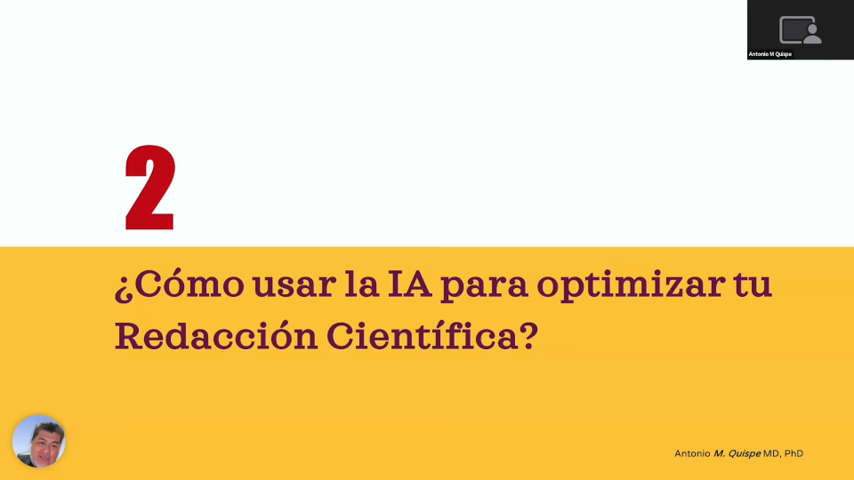 Antonio M Quispe
2
¿Cómo usar la IA para optimizar tu
Redacción Científica?
Antonio M. Quispe MD, PhD